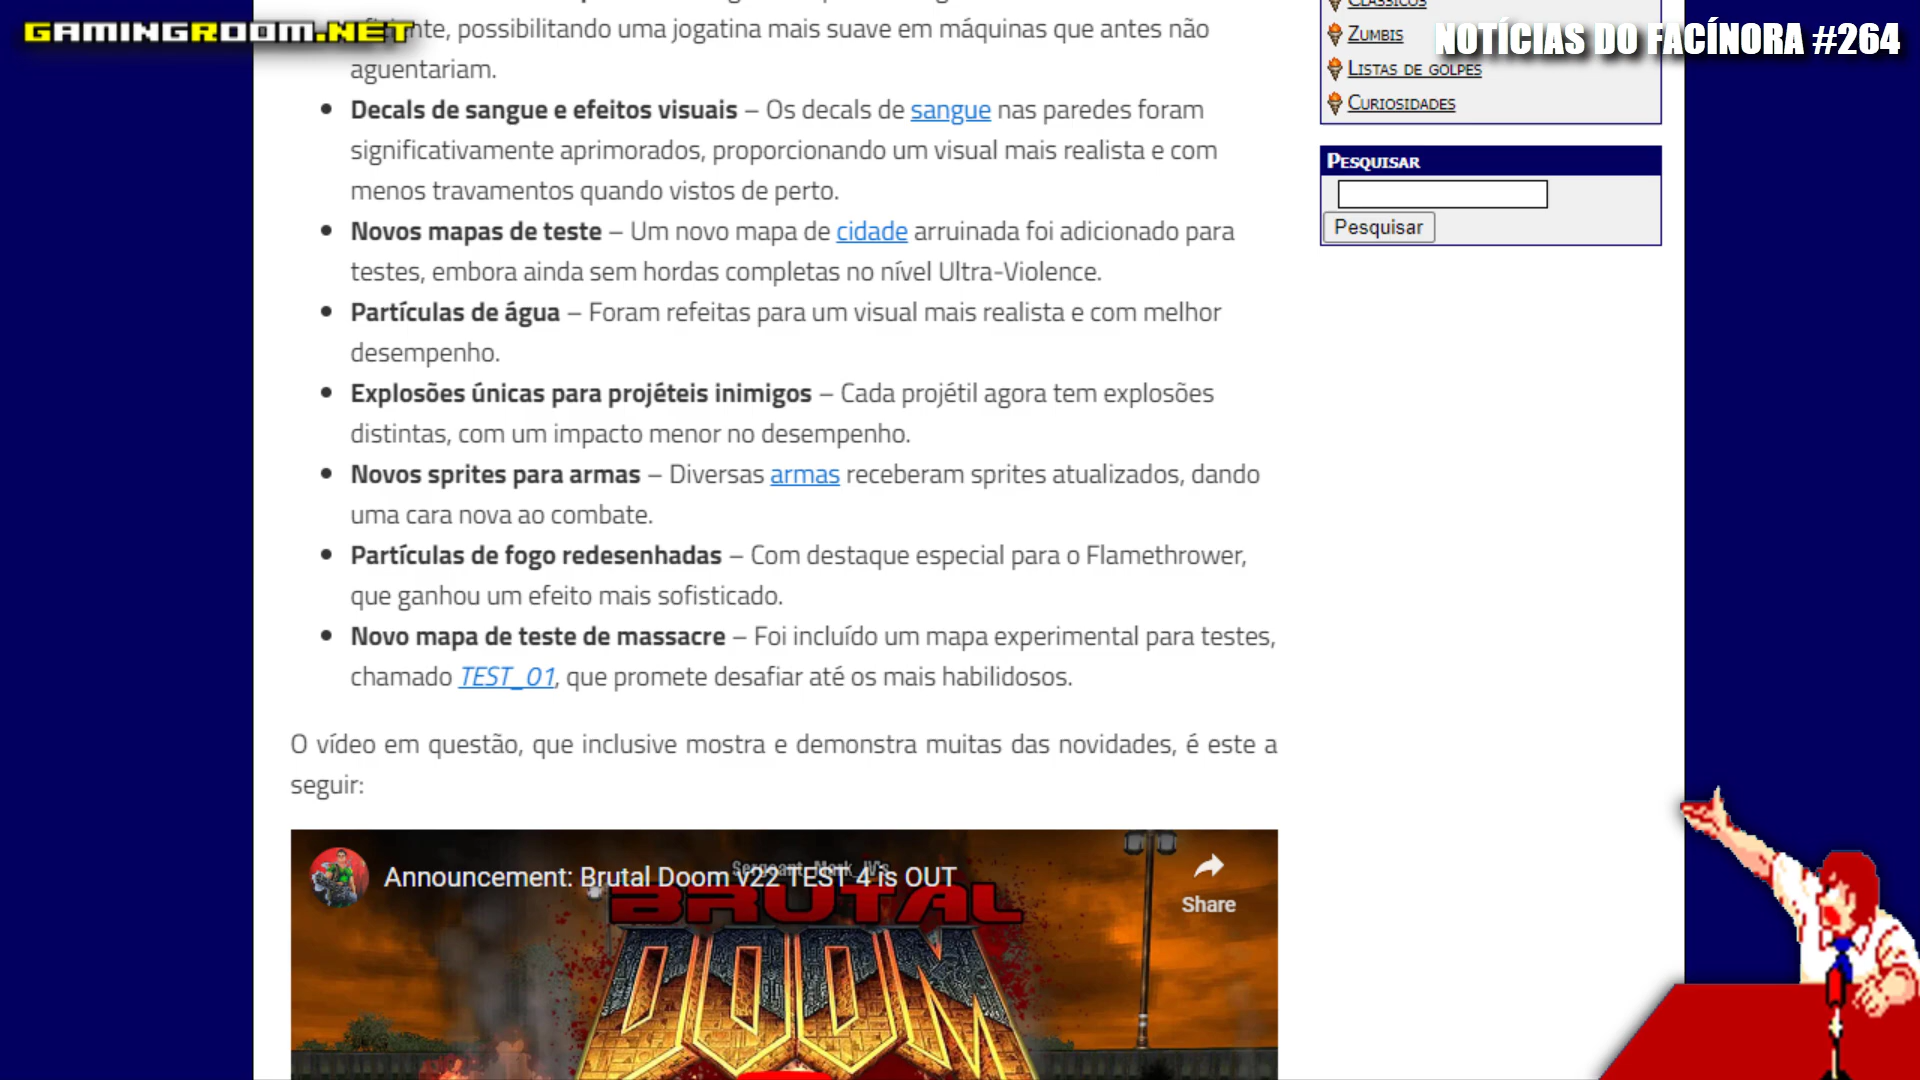 GAMINGROOM.NET
NOTÍCIAS DO FACÍNORA #264
possibilitando uma jogatina mais suave em máquinas que antes não
aguentariam.
Decals de sangue e efeitos visuais – Os decals de sangue nas paredes foram
significativamente aprimorados, proporcionando um visual mais realista e com
menos travamentos quando vistos de perto.
Novos mapas de teste – Um novo mapa de cidade arruinada foi adicionado para
testes, embora ainda sem hordas completas no nível Ultra-Violence.
Partículas de água – Foram refeitas para um visual mais realista e com melhor
desempenho.
Explosões únicas para projéteis inimigos – Cada projétil agora tem explosões
distintas, com um impacto menor no desempenho.
Novos sprites para armas – Diversas armas receberam sprites atualizados, dando
uma cara nova ao combate.
Partículas de fogo redesenhadas – Com destaque especial para o Flamethrower,
que ganhou um efeito mais sofisticado.
Novo mapa de teste de massacre – Foi incluído um mapa experimental para testes,
chamado TEST_01, que promete desafiar até os mais habilidosos.
O vídeo em questão, que inclusive mostra e demonstra muitas das novidades, é este a
seguir:
Announcement: Brutal Doom v22 TEST 4 is OUT
Share
Sergeant Mark IV's
BRUTAL
DOOM
Clássicos
Zumbis
Listas de golpes
Curiosidades
Pesquisar
Pesquisar